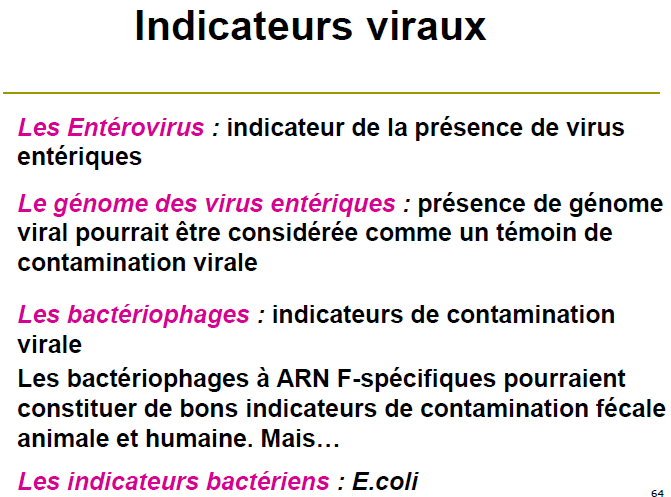 Indicateurs viraux
Les Entérovirus : indicateur de la présence de virus
entériques
Le génome des virus entériques : présence de génome
viral pourrait être considérée comme un témoin de
contamination virale
Les bactériophages : indicateurs de contamination
virale
Les bactériophages à ARN F-spécifiques pourraient
constituer de bons indicateurs de contamination fécale
animale et humaine. Mais…
Les indicateurs bactériens : E.coli
64